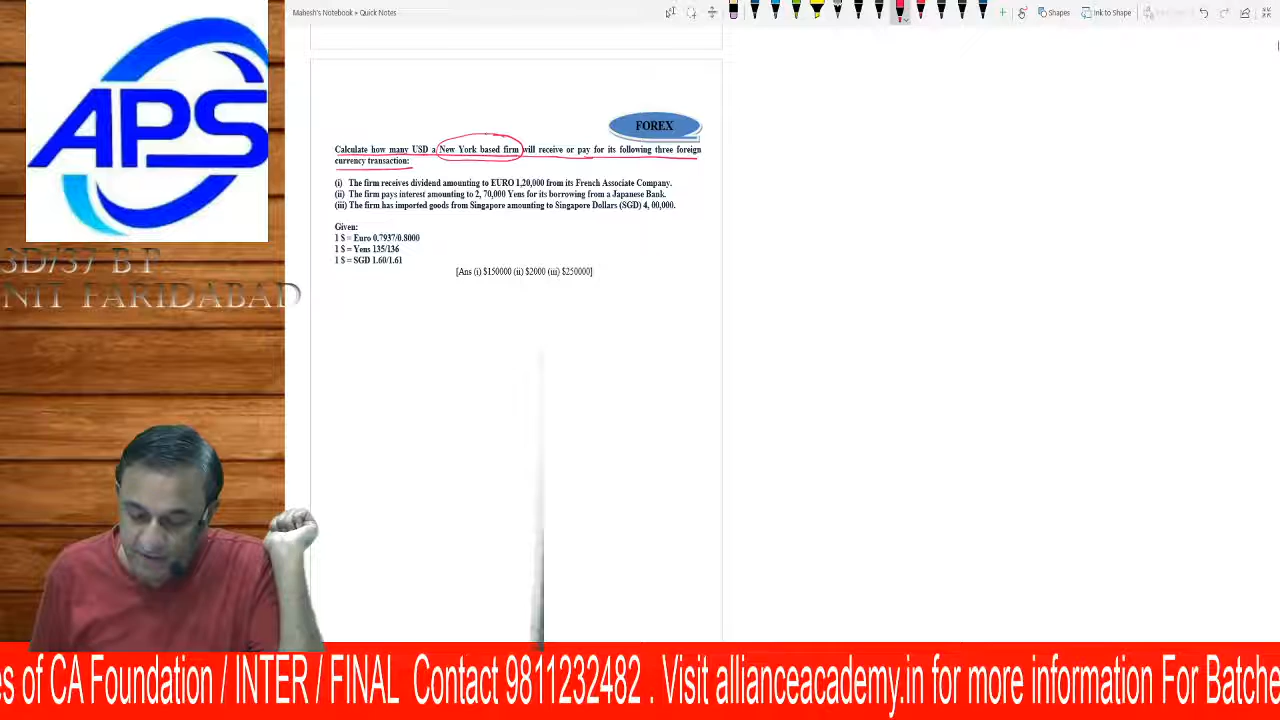 APS
3D/37 B.P.
NIT FARIDABAD
Mahesh's Notebook » Quick Notes
Shapes
Ink to Shape
FOREX
Calculate how many USD a New York based firm will receive or pay for its following three foreign
currency transaction:
(i) The firm receives dividend amounting to EURO 1,20,000 from its French Associate Company.
(ii) The firm pays interest amounting to 2, 70,000 Yens for its borrowing from a Japanese Bank.
(iii) The firm has imported goods from Singapore amounting to Singapore Dollars (SGD) 4, 00,000.
Given:
1 $ = Euro 0.7937/0.8000
1 $ = Yens 135/136
1 $ = SGD 1.60/1.61
[Ans (i) $150000 (ii) $2000 (iii) $250000]
es of CA Foundation / INTER / FINAL Contact 9811232482 . Visit allianceacademy.in for more information For Batche